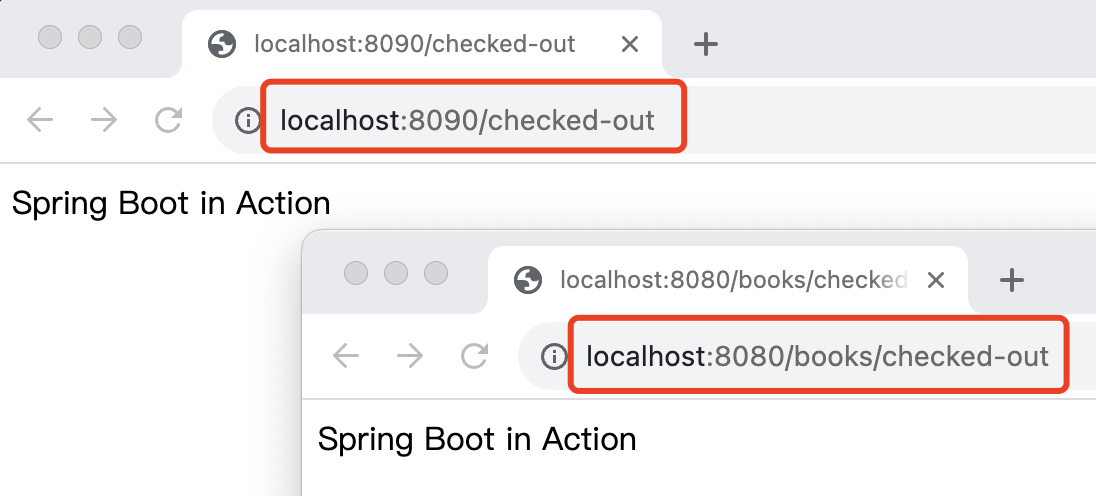 localhost:8090/checked-out
localhost:8090/checked-out
Spring Boot in Action
localhost:8080/books/checked
localhost:8080/books/checked-out
Spring Boot in Action